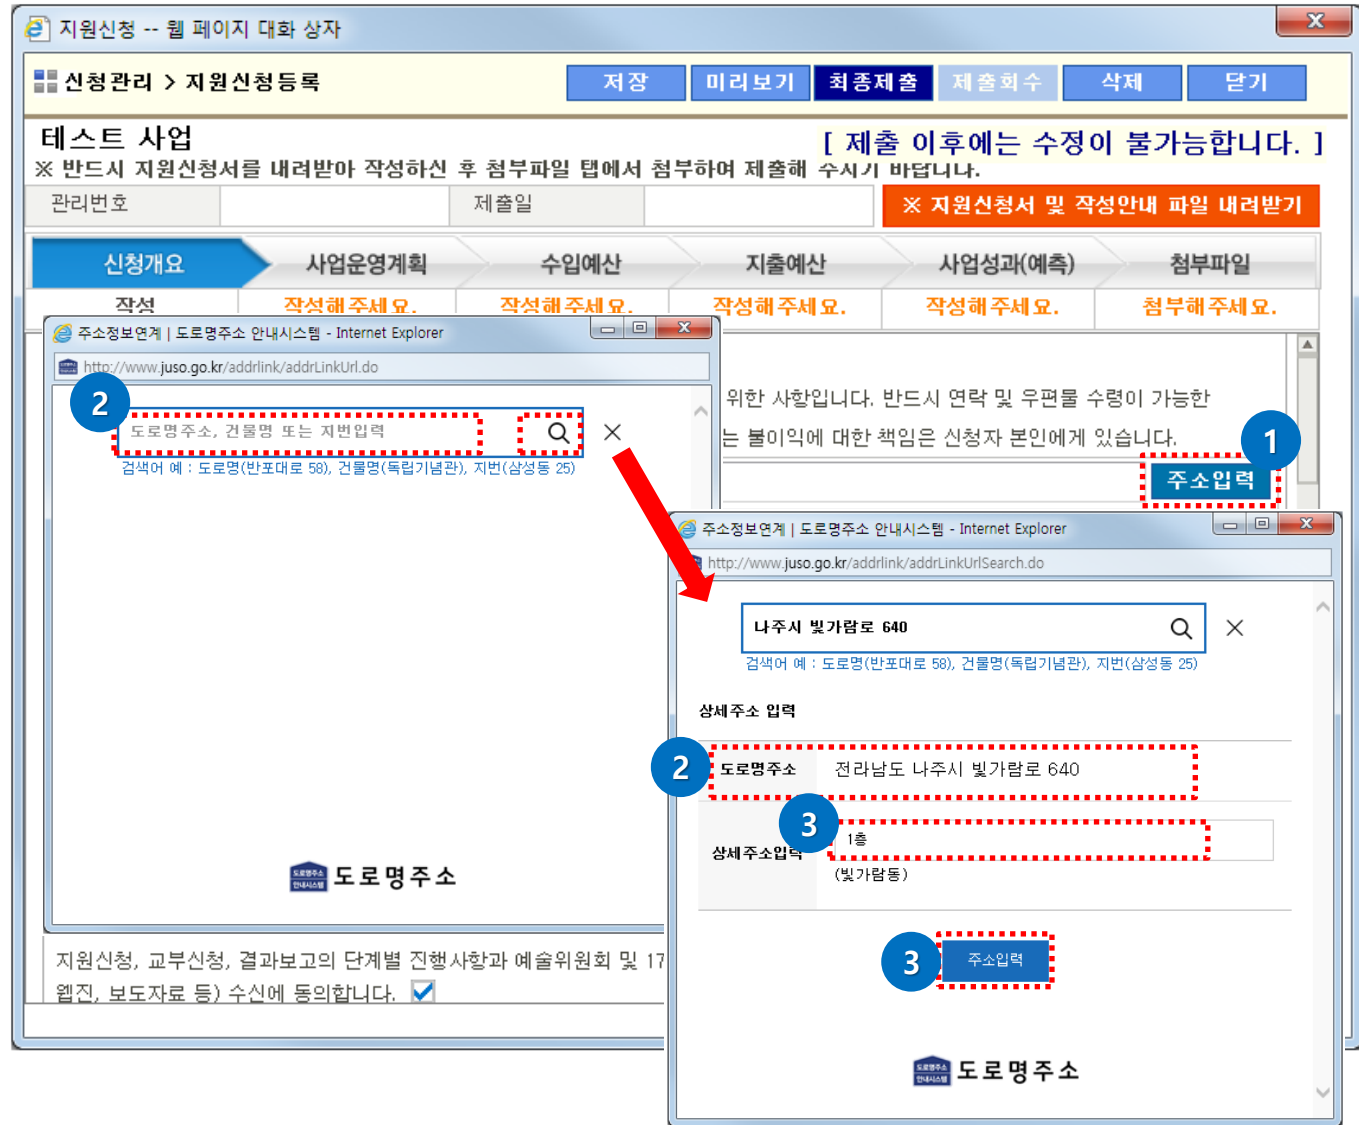 지원신청 -- 웹 페이지 대화 상자
신청관리 > 지원신청등록
저장 미리보기 최종제출 제출회수 삭제 닫기
테스트 사업
[ 제출 이후에는 수정이 불가능합니다. ]
※ 반드시 지원신청서를 내려받아 작성하신 후 첨부파일 탭에서 첨부하여 제출해 주시기 바랍니다.
관리번호 제출일 ※ 지원신청서 및 작성안내 파일 내려받기
신청개요 사업운영계획 수입예산 지출예산 사업성과(예측) 첨부파일
작성 작성해주세요. 작성해주세요. 작성해주세요. 작성해주세요. 첨부해주세요.
주소정보연계 | 도로명주소 안내시스템 - Internet Explorer
http://www.juso.go.kr/addrlink/addrLinkUrl.do
2
도로명주소, 건물명 또는 지번입력
검색어 예 : 도로명(반포대로 58), 건물명(독립기념관), 지번(삼성동 25)
도로명주소
안내시스템
도로명주소
위한 사항입니다. 반드시 연락 및 우편물 수령이 가능한
는 불이익에 대한 책임은 신청자 본인에게 있습니다.
1
주소입력
주소정보연계 | 도로명주소 안내시스템 - Internet Explorer
http://www.juso.go.kr/addrlink/addrLinkUrlSearch.do
나주시 빛가람로 640
검색어 예 : 도로명(반포대로 58), 건물명(독립기념관), 지번(삼성동 25)
상세주소 입력
2
도로명주소 전라남도 나주시 빛가람로 640
3
상세주소입력 1층
(빛가람동)
3
주소입력
도로명주소
안내시스템
도로명주소
지원신청, 교부신청, 결과보고의 단계별 진행사항과 예술위원회 및 17
웹진, 보도자료 등) 수신에 동의합니다.